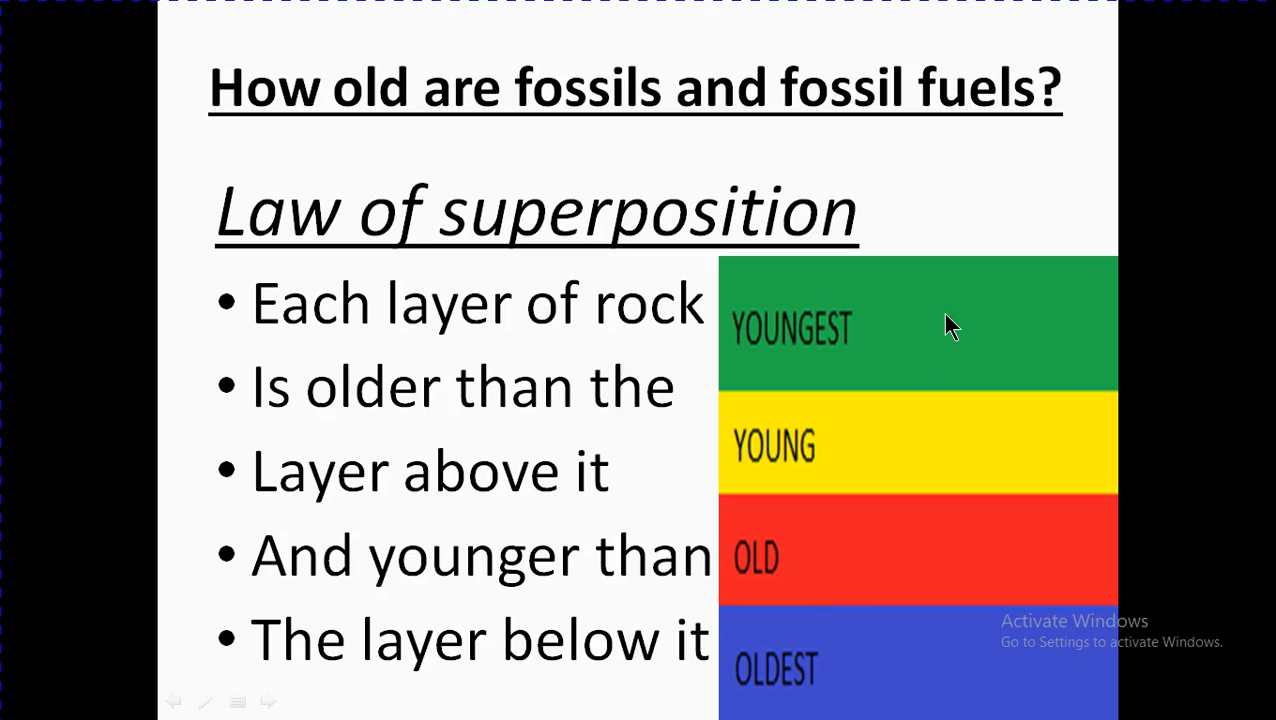 How old are fossils and fossil fuels?
Law of superposition
• Each layer of rock
• Is older than the
• Layer above it
• And younger than
• The layer below it
YOUNGEST
YOUNG
OLD
OLDEST
Activate Windows
Go to Settings to activate Windows.